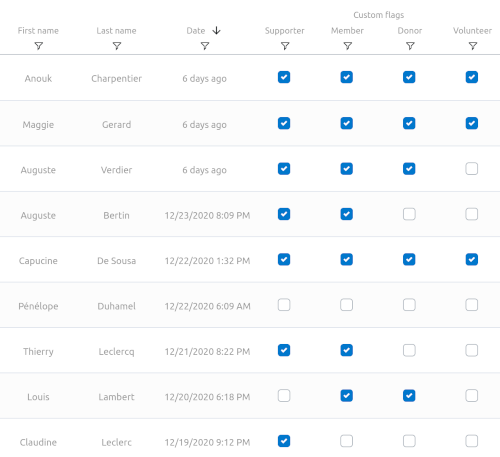 Custom flags
First name Last name Date Supporter Member Donor Volunteer
Anouk Charpentier 6 days ago
Maggie Gerard 6 days ago
Auguste Verdier 6 days ago
Auguste Bertin 12/23/2020 8:09 PM
Capucine De Sousa 12/22/2020 1:32 PM
Pénélope Duhamel 12/22/2020 6:09 AM
Thierry Leclercq 12/21/2020 8:22 PM
Louis Lambert 12/20/2020 6:18 PM
Claudine Leclerc 12/19/2020 9:12 PM